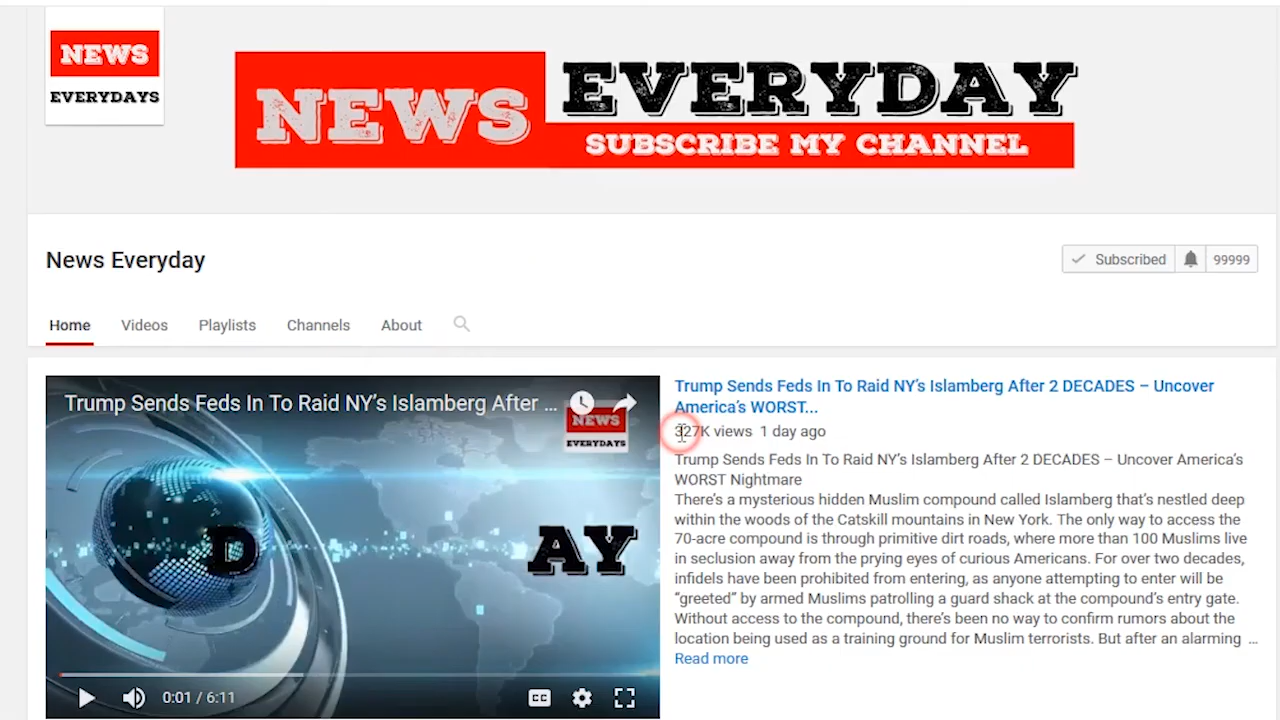 NEWS
EVERYDAYS
NEWS
EVERYDAY
SUBSCRIBE MY CHANNEL
News Everyday
Subscribed
99999
Home
Videos
Playlists
Channels
About
Trump Sends Feds In To Raid NY's Islamberg After ...
NEWS
EVERYDAYS
D
AY
0:01 / 6:11
CC
Trump Sends Feds In To Raid NY's Islamberg After 2 DECADES – Uncover
America's WORST...
327K views 1 day ago
Trump Sends Feds In To Raid NY's Islamberg After 2 DECADES – Uncover America's
WORST Nightmare
There's a mysterious hidden Muslim compound called Islamberg that's nestled deep
within the woods of the Catskill mountains in New York. The only way to access the
70-acre compound is through primitive dirt roads, where more than 100 Muslims live
in seclusion away from the prying eyes of curious Americans. For over two decades,
infidels have been prohibited from entering, as anyone attempting to enter will be
“greeted” by armed Muslims patrolling a guard shack at the compound's entry gate.
Without access to the compound, there's been no way to confirm rumors about the
location being used as a training ground for Muslim terrorists. But after an alarming ...
Read more